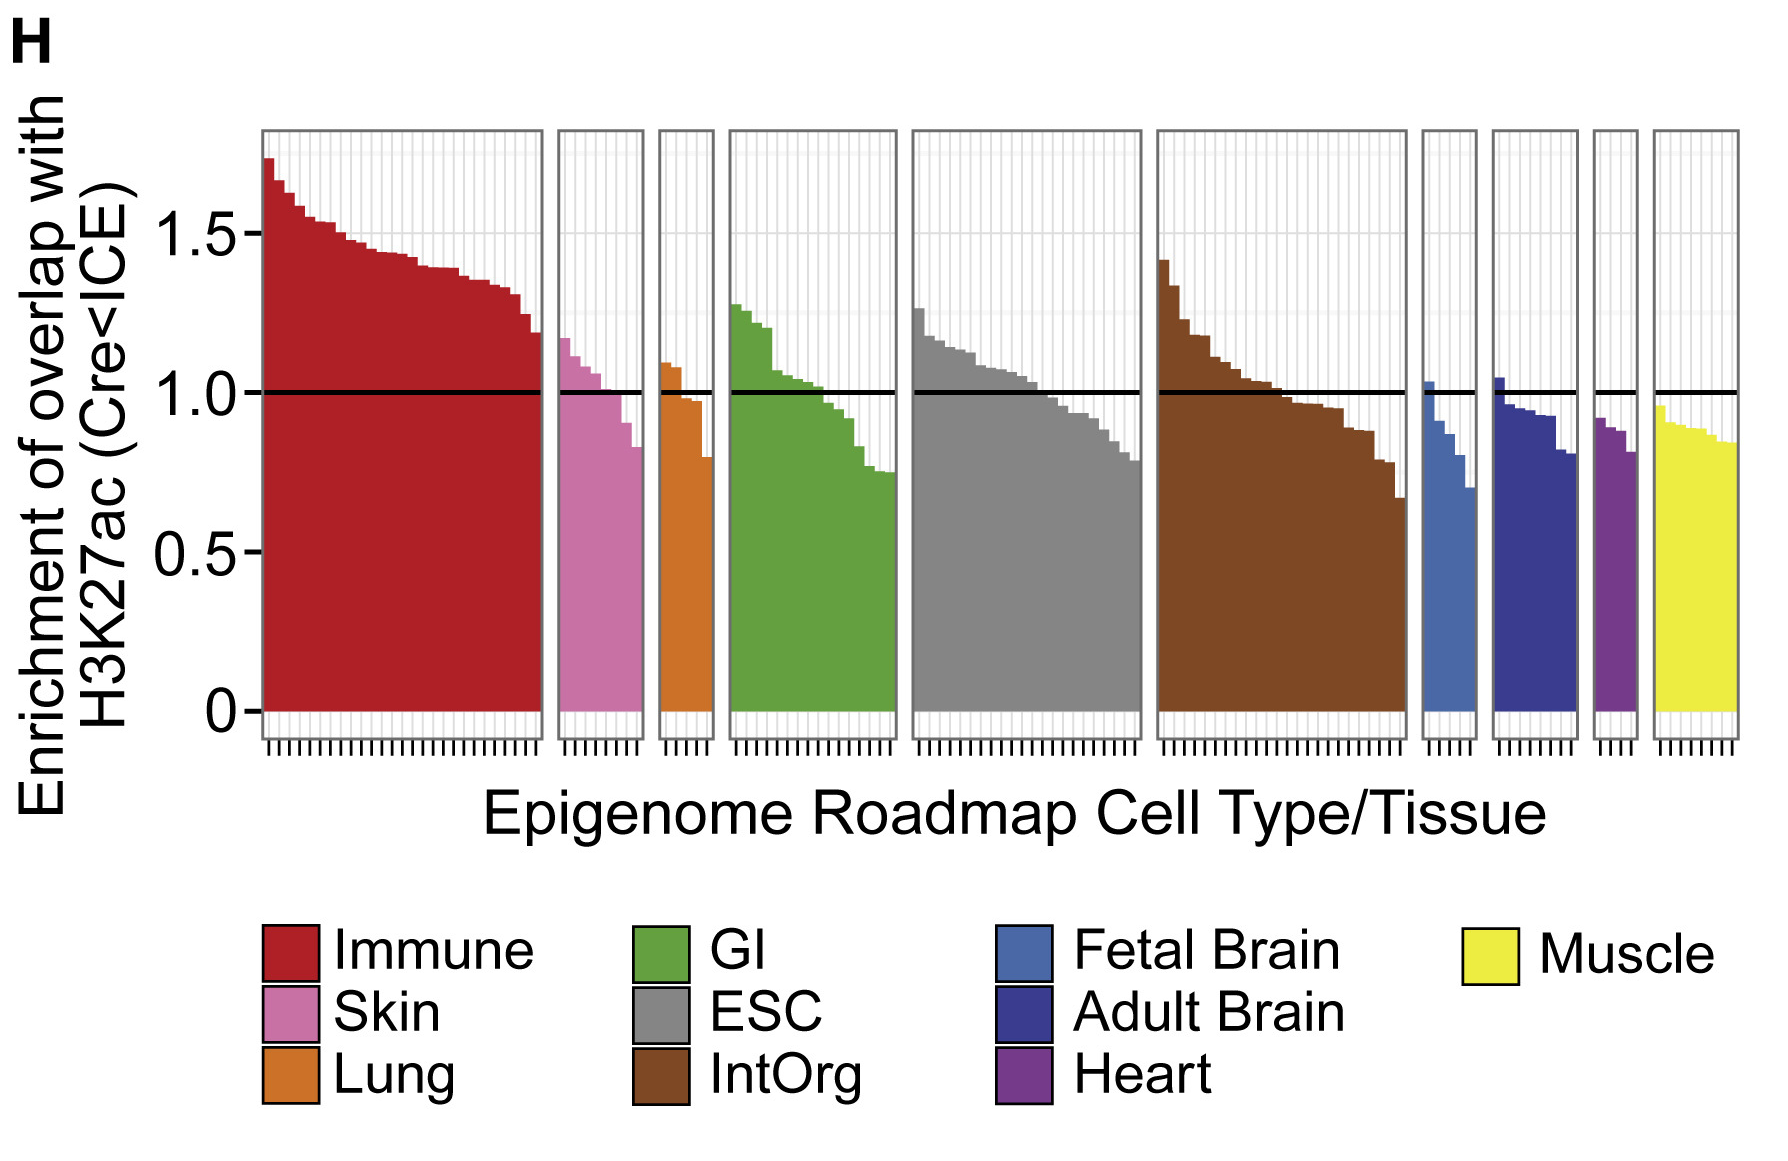 H
Enrichment of overlap with
H3K27ac (Cre<ICE)
1.5
1.0
0.5
0
Epigenome Roadmap Cell Type/Tissue
Immune
Skin
Lung
GI
ESC
IntOrg
Fetal Brain
Adult Brain
Heart
Muscle